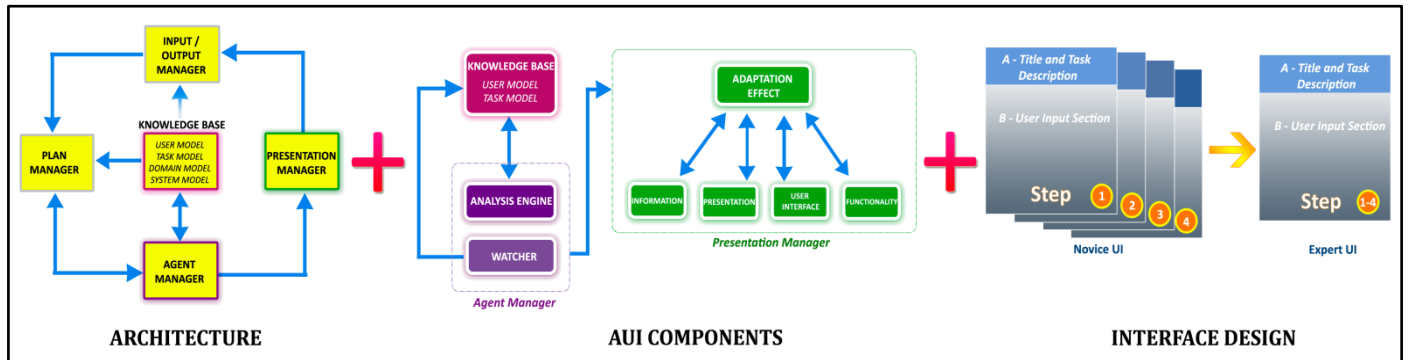 INPUT /
OUTPUT
MANAGER
KNOWLEDGE BASE
USER MODEL
TASK MODEL
DOMAIN MODEL
SYSTEM MODEL
PLAN
MANAGER
PRESENTATION
MANAGER
AGENT
MANAGER
ARCHITECTURE
KNOWLEDGE BASE
USER MODEL
TASK MODEL
ANALYSIS ENGINE
WATCHER
Agent Manager
ADAPTATION
EFFECT
INFORMATION
PRESENTATION
USER
INTERFACE
FUNCTIONALITY
Presentation Manager
AUI COMPONENTS
A - Title and Task
Description
B - User Input Section
Step 1
2
3
4
Novice UI
A - Title and Task
Description
B - User Input Section
Step 1-4
Expert UI
INTERFACE DESIGN